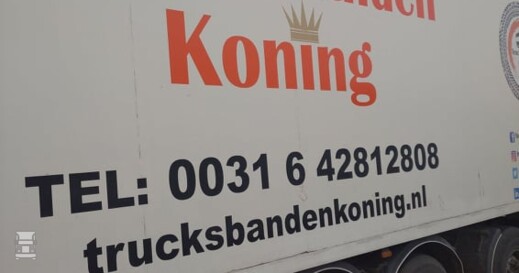 Koning
TEL: 0031 6 42812808
trucksbandenkoning.nl